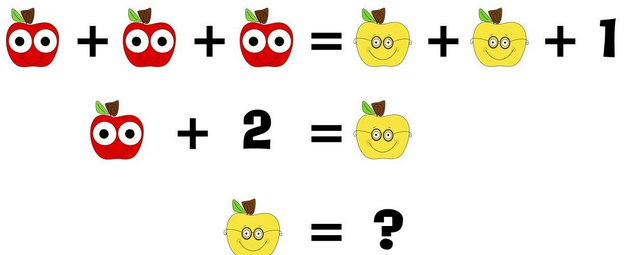 + + = + + 1
+ 2 =
= ?